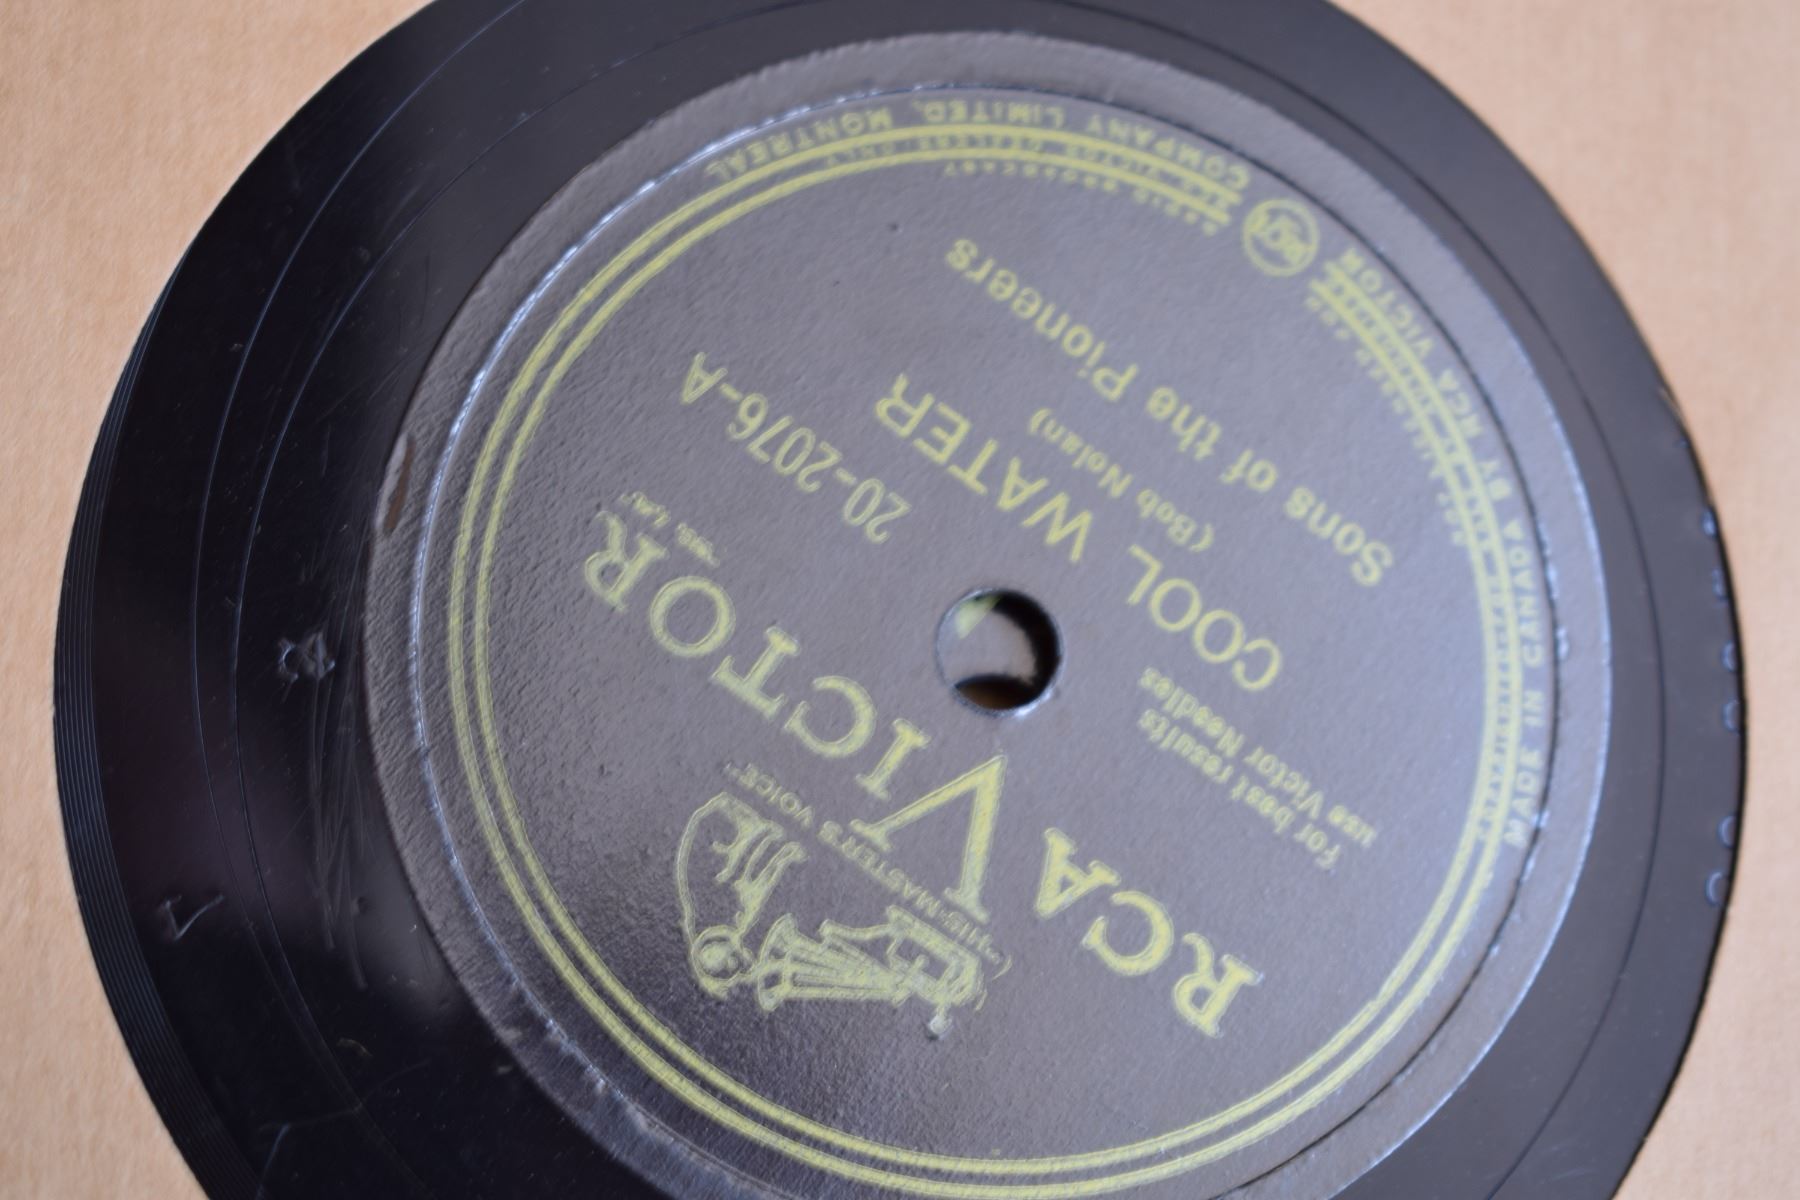 "HIS MASTER'S VOICE"
RCA VICTOR
For best results
use Victor Needles
20-2076-A
COOL WATER
(Bob Nolan)
Sons of the Pioneers
MADE IN CANADA BY RCA VICTOR
RCA
COMPANY LIMITED, MONTREAL